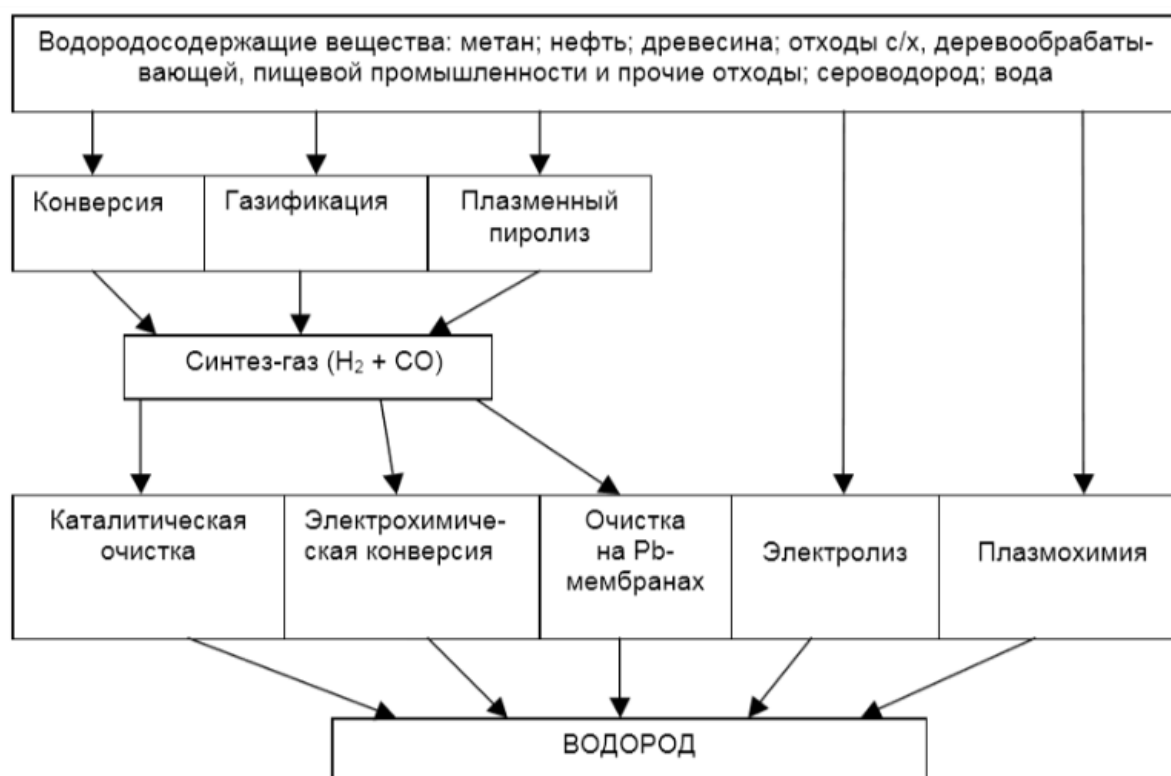 Водородосодержащие вещества: метан; нефть; древесина; отходы с/х, деревообрабаты-
вающей, пищевой промышленности и прочие отходы; сероводород; вода
Конверсия
Газификация
Плазменный
пиролиз
Синтез-газ (H₂ + CO)
Каталитическая
очистка
Электрохимиче-
ская конверсия
Очистка
на Pb-
мембранах
Электролиз
Плазмохимия
ВОДОРОД